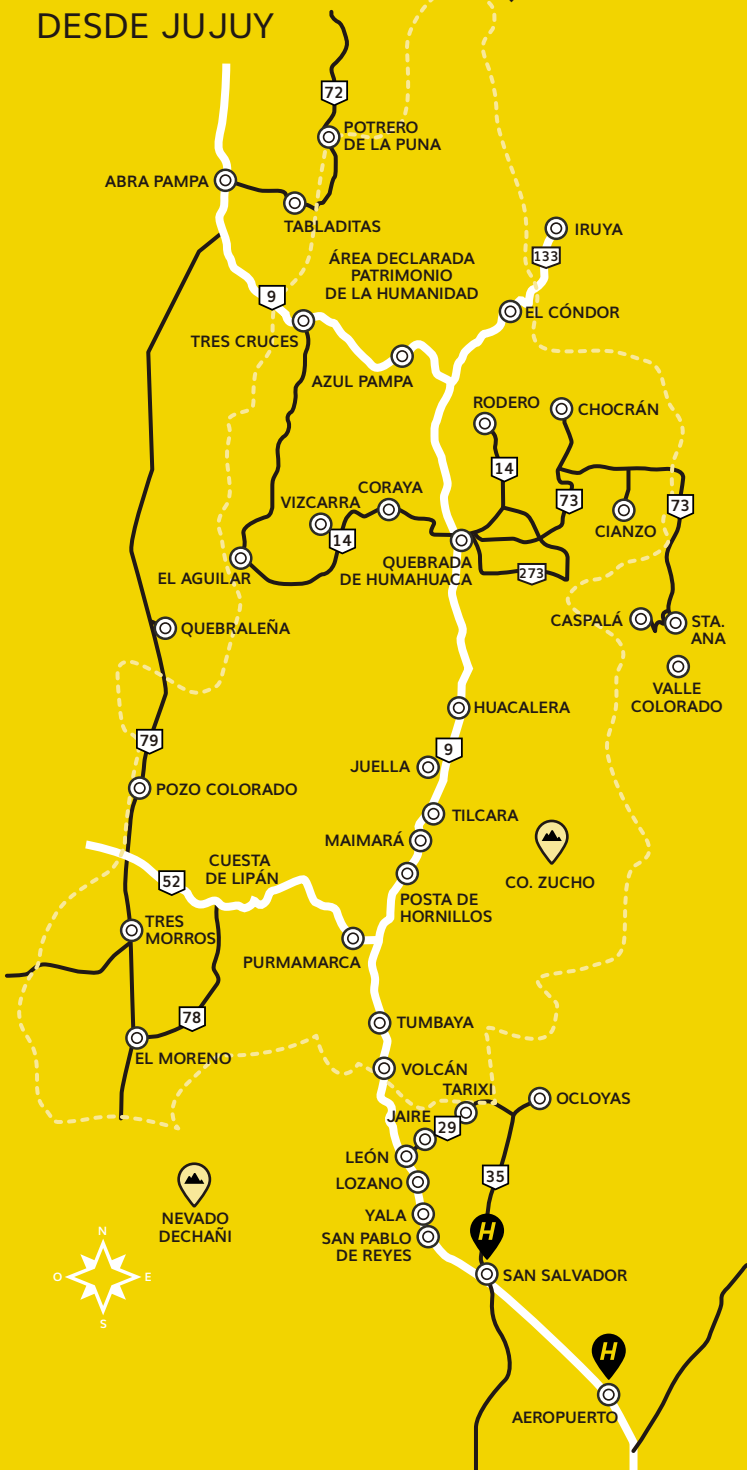 DESDE JUJUY
72
POTRERO
DE LA PUNA
ABRA PAMPA
TABLADITAS
IRUYA
133
ÁREA DECLARADA
PATRIMONIO
DE LA HUMANIDAD
9
EL CÓNDOR
TRES CRUCES
AZUL PAMPA
RODERO
CHOCRÁN
14
CORAYA
VIZCARRA
73
73
14
CIANZO
QUEBRADA
DE HUMAHUACA
EL AGUILAR
273
QUEBRALEÑA
CASPALÁ
STA.
ANA
VALLE
COLORADO
HUACALERA
79
9
JUELLA
POZO COLORADO
TILCARA
MAIMARÁ
CUESTA
DE LIPÁN
52
CO. ZUCHO
POSTA DE
HORNILLOS
TRES
MORROS
PURMAMARCA
78
TUMBAYA
EL MORENO
VOLCÁN
TARIXI
OCLOYAS
JAIRE
29
LEÓN
35
LOZANO
NEVADO
DECHAÑI
YALA
SAN PABLO
DE REYES
H
N
O
E
S
SAN SALVADOR
H
AEROPUERTO